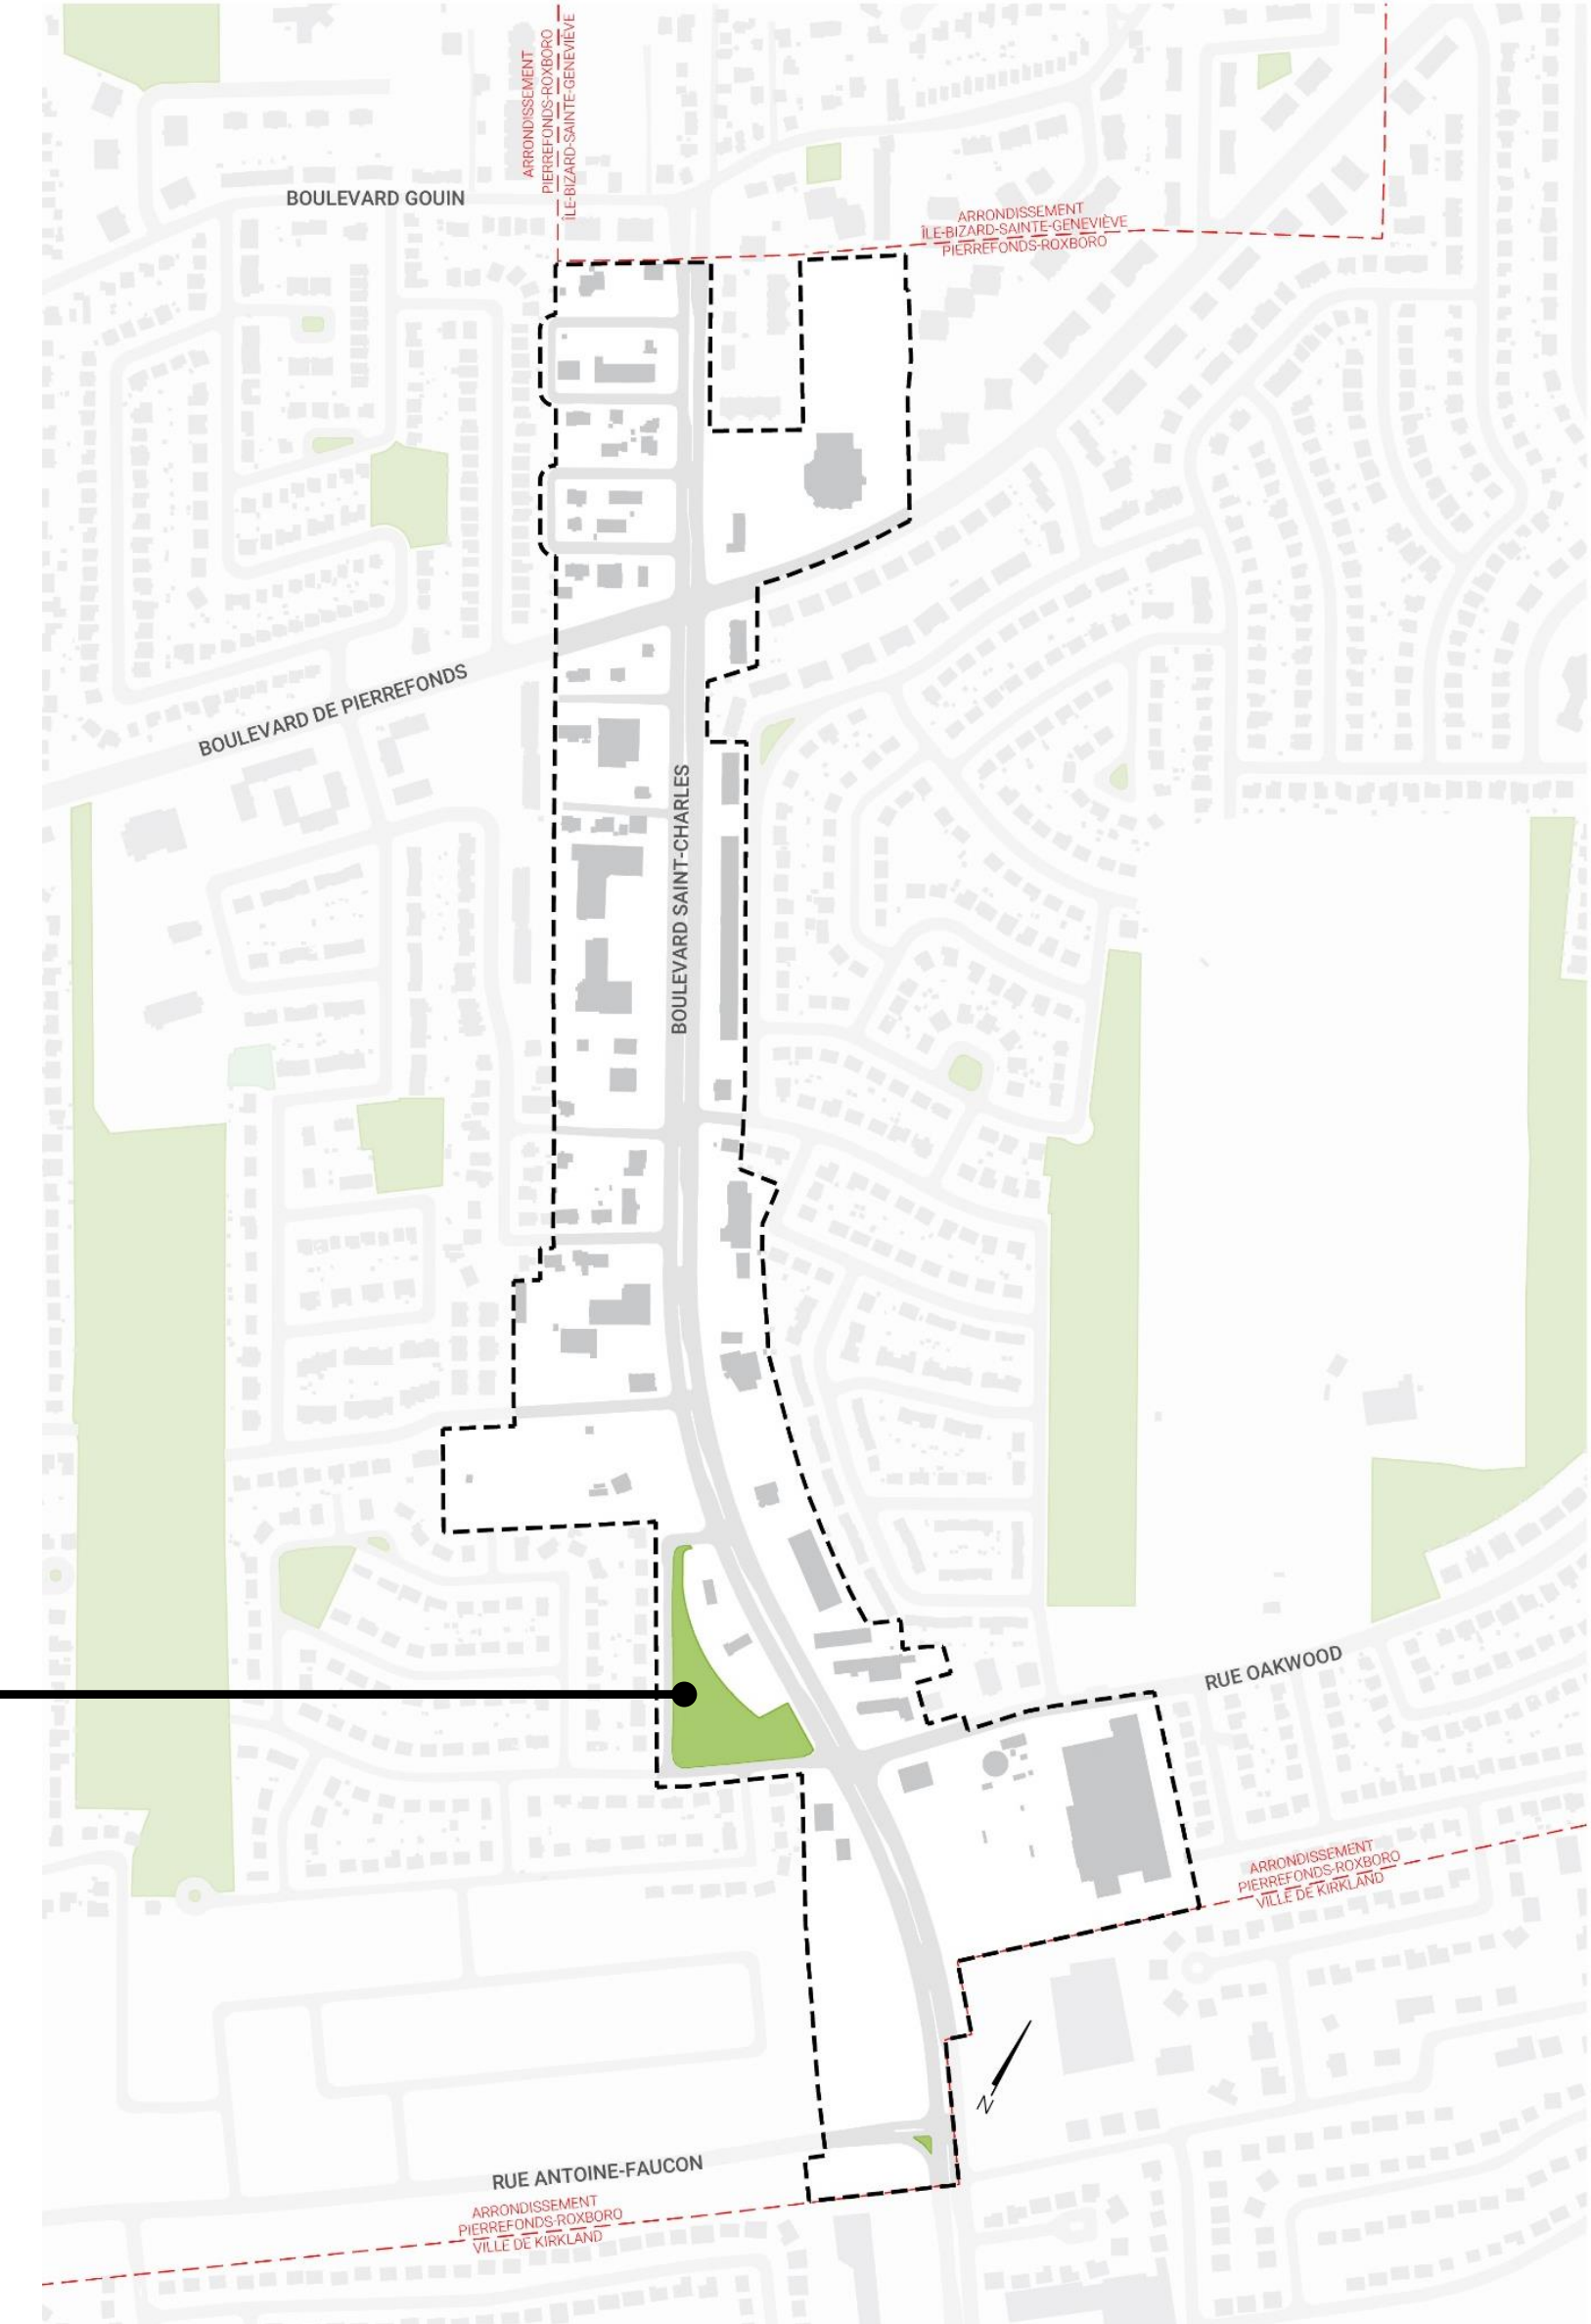 ARRONDISSEMENT
PIERREFONDS-ROXBORO
ÎLE-BIZARD-SAINTE-GENEVIÈVE
BOULEVARD GOUIN
ARRONDISSEMENT
ÎLE-BIZARD-SAINTE-GENEVIÈVE
PIERREFONDS-ROXBORO
BOULEVARD DE PIERREFONDS
BOULEVARD SAINT-CHARLES
RUE OAKWOOD
ARRONDISSEMENT
PIERREFONDS-ROXBORO
VILLE DE KIRKLAND
N
RUE ANTOINE-FAUCON
ARRONDISSEMENT
PIERREFONDS-ROXBORO
VILLE DE KIRKLAND